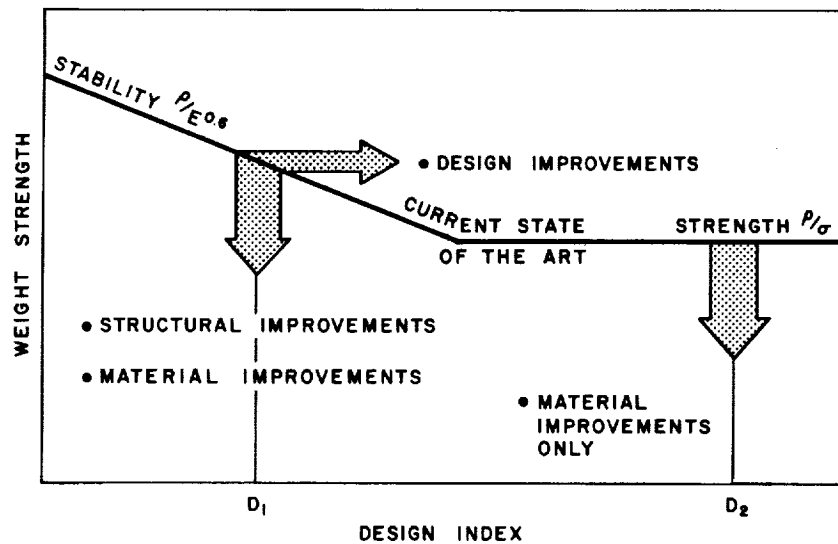 STABILITY ρ/E^0.6
• DESIGN IMPROVEMENTS
CURRENT STATE
OF THE ART
STRENGTH ρ/σ
WEIGHT STRENGTH
• STRUCTURAL IMPROVEMENTS
• MATERIAL IMPROVEMENTS
• MATERIAL
IMPROVEMENTS
ONLY
D₁
D₂
DESIGN INDEX